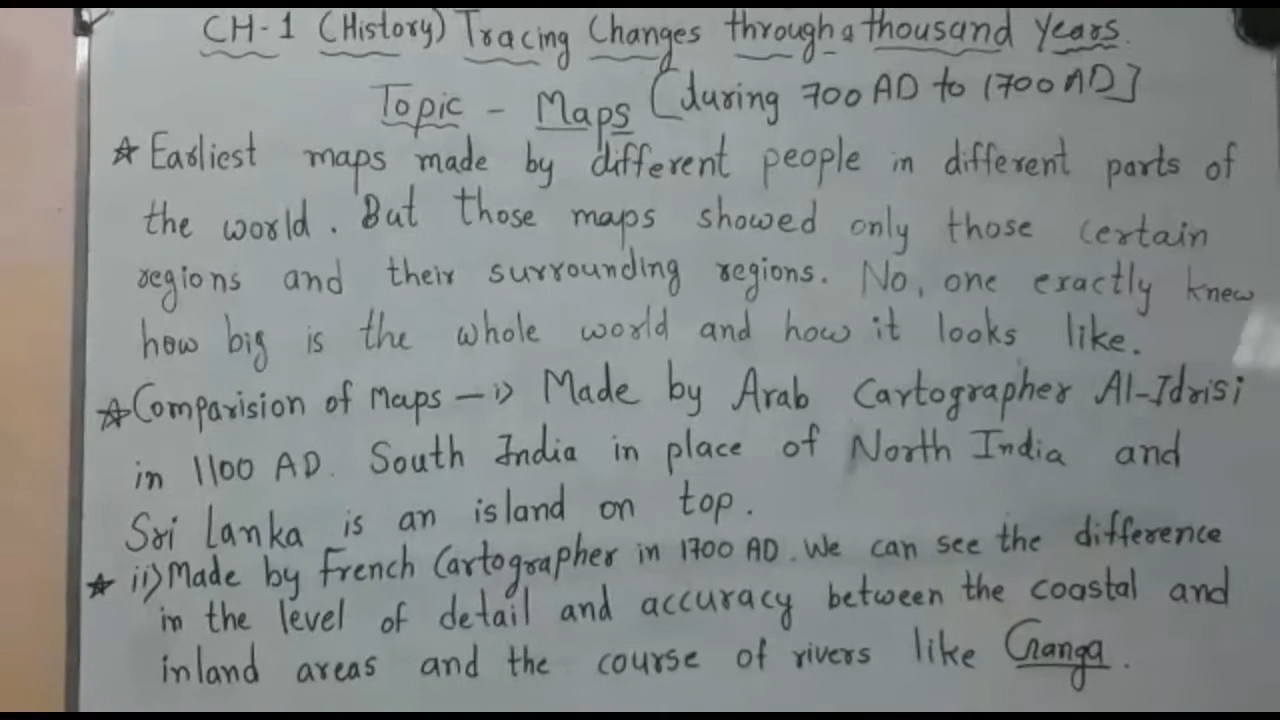 CH-1 (History) Tracing Changes through a thousand years.
Topic - Maps [during 700 AD to 1700 AD]
☆ Earliest maps made by different people in different parts of
the world. But those maps showed only those certain
regions and their surrounding regions. No, one exactly knew
how big is the whole world and how it looks like.
☆ Comparision of Maps - i) Made by Arab Cartographer Al-Idrisi
in 1100 AD. South India in place of North India and
Sri Lanka is an island on top.
☆ ii) Made by French Cartographer in 1700 AD. We can see the difference
in the level of detail and accuracy between the coastal and
inland areas and the course of rivers like Ganga.